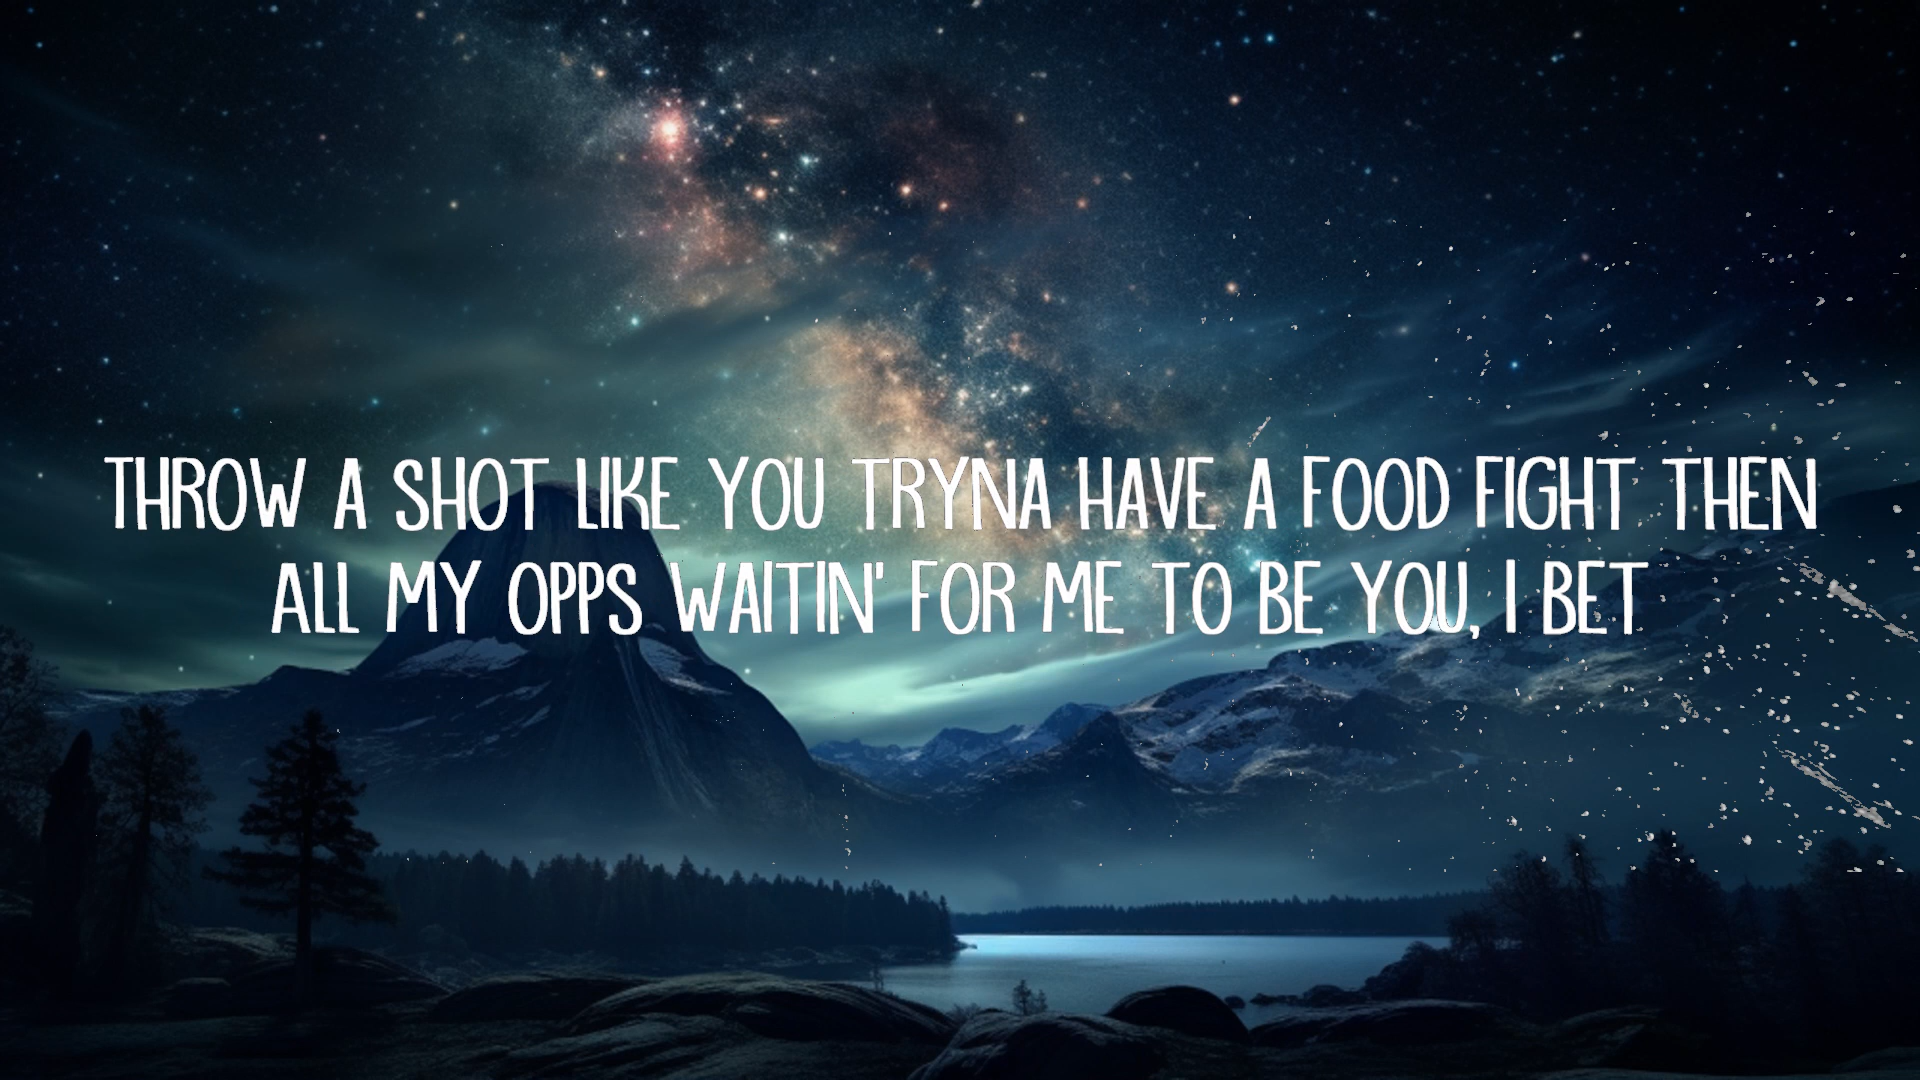 THROW A SHOT LIKE YOU TRYNA HAVE A FOOD FIGHT THEN
ALL MY OPPS WAITIN' FOR ME TO BE YOU, I BET